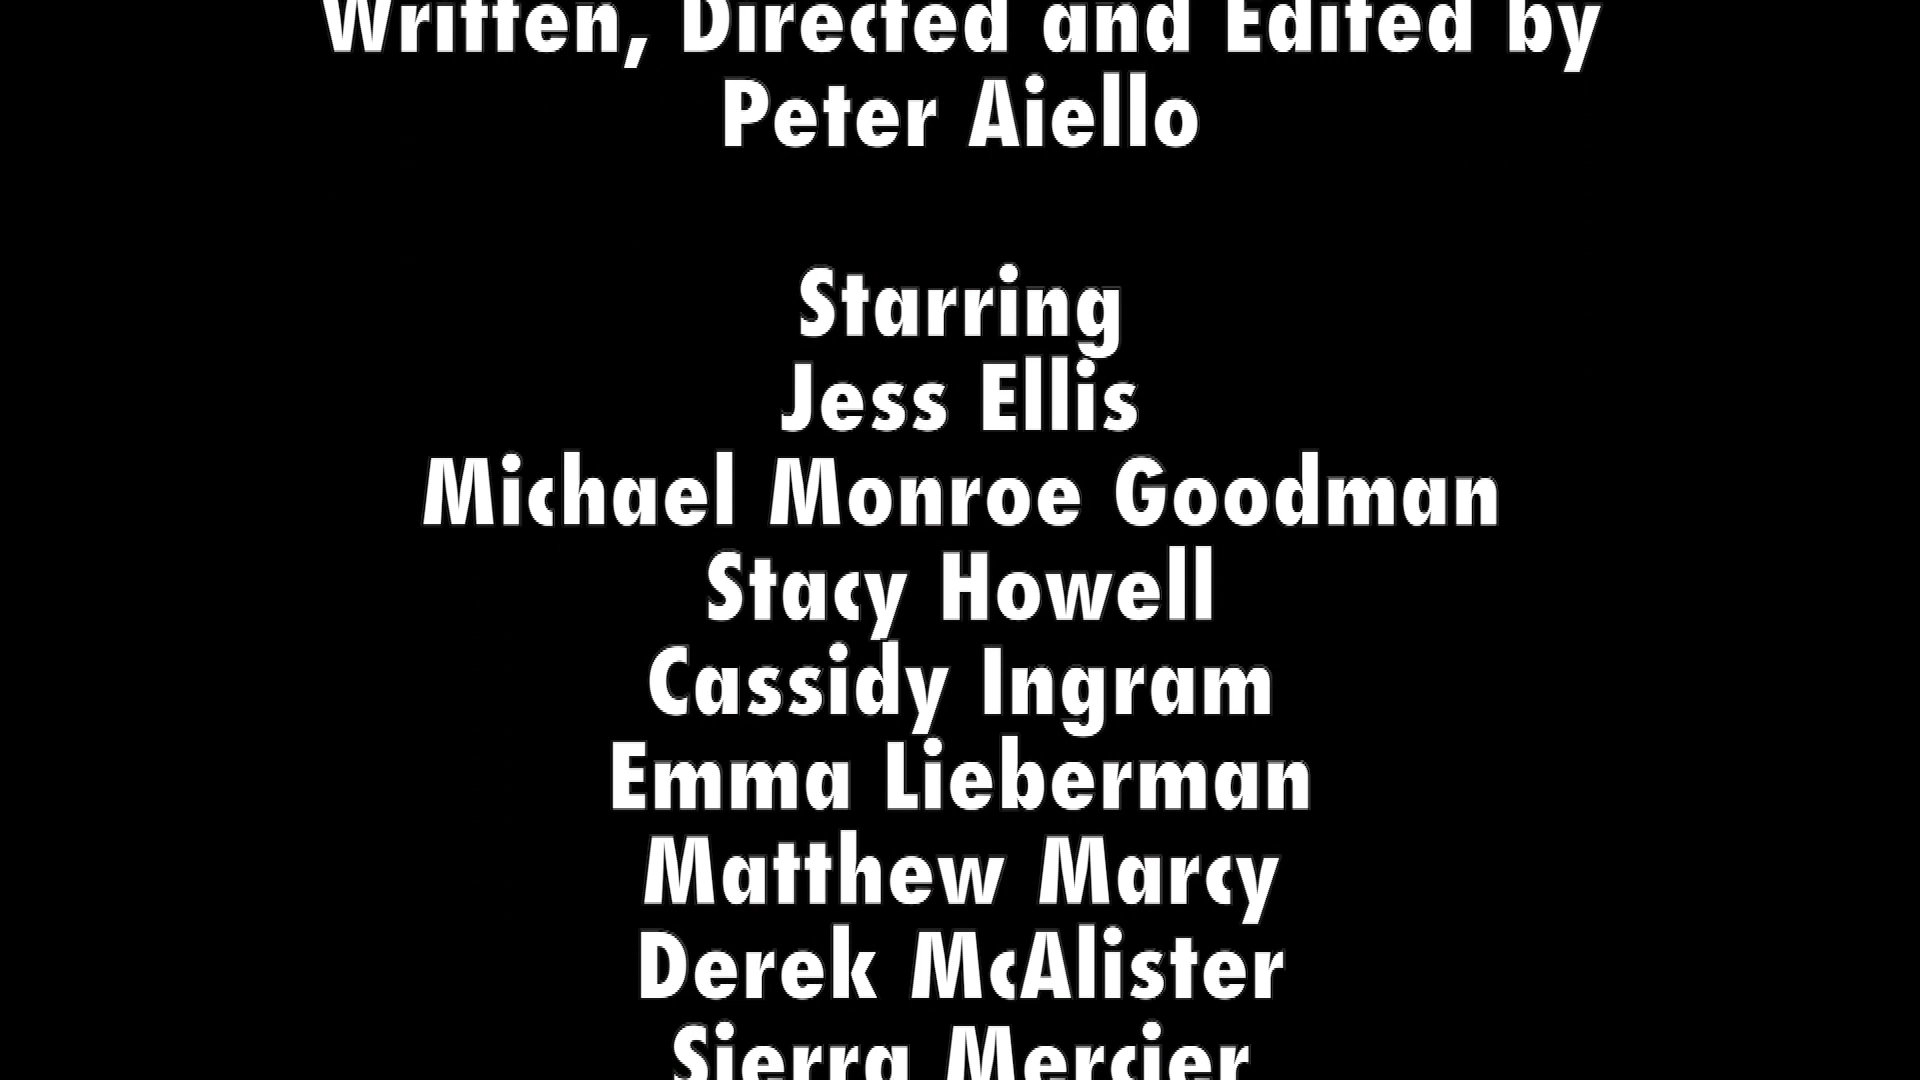 Written, Directed and Edited by
Peter Aiello
Starring
Jess Ellis
Michael Monroe Goodman
Stacy Howell
Cassidy Ingram
Emma Lieberman
Matthew Marcy
Derek McAlister
Sierra Mercier